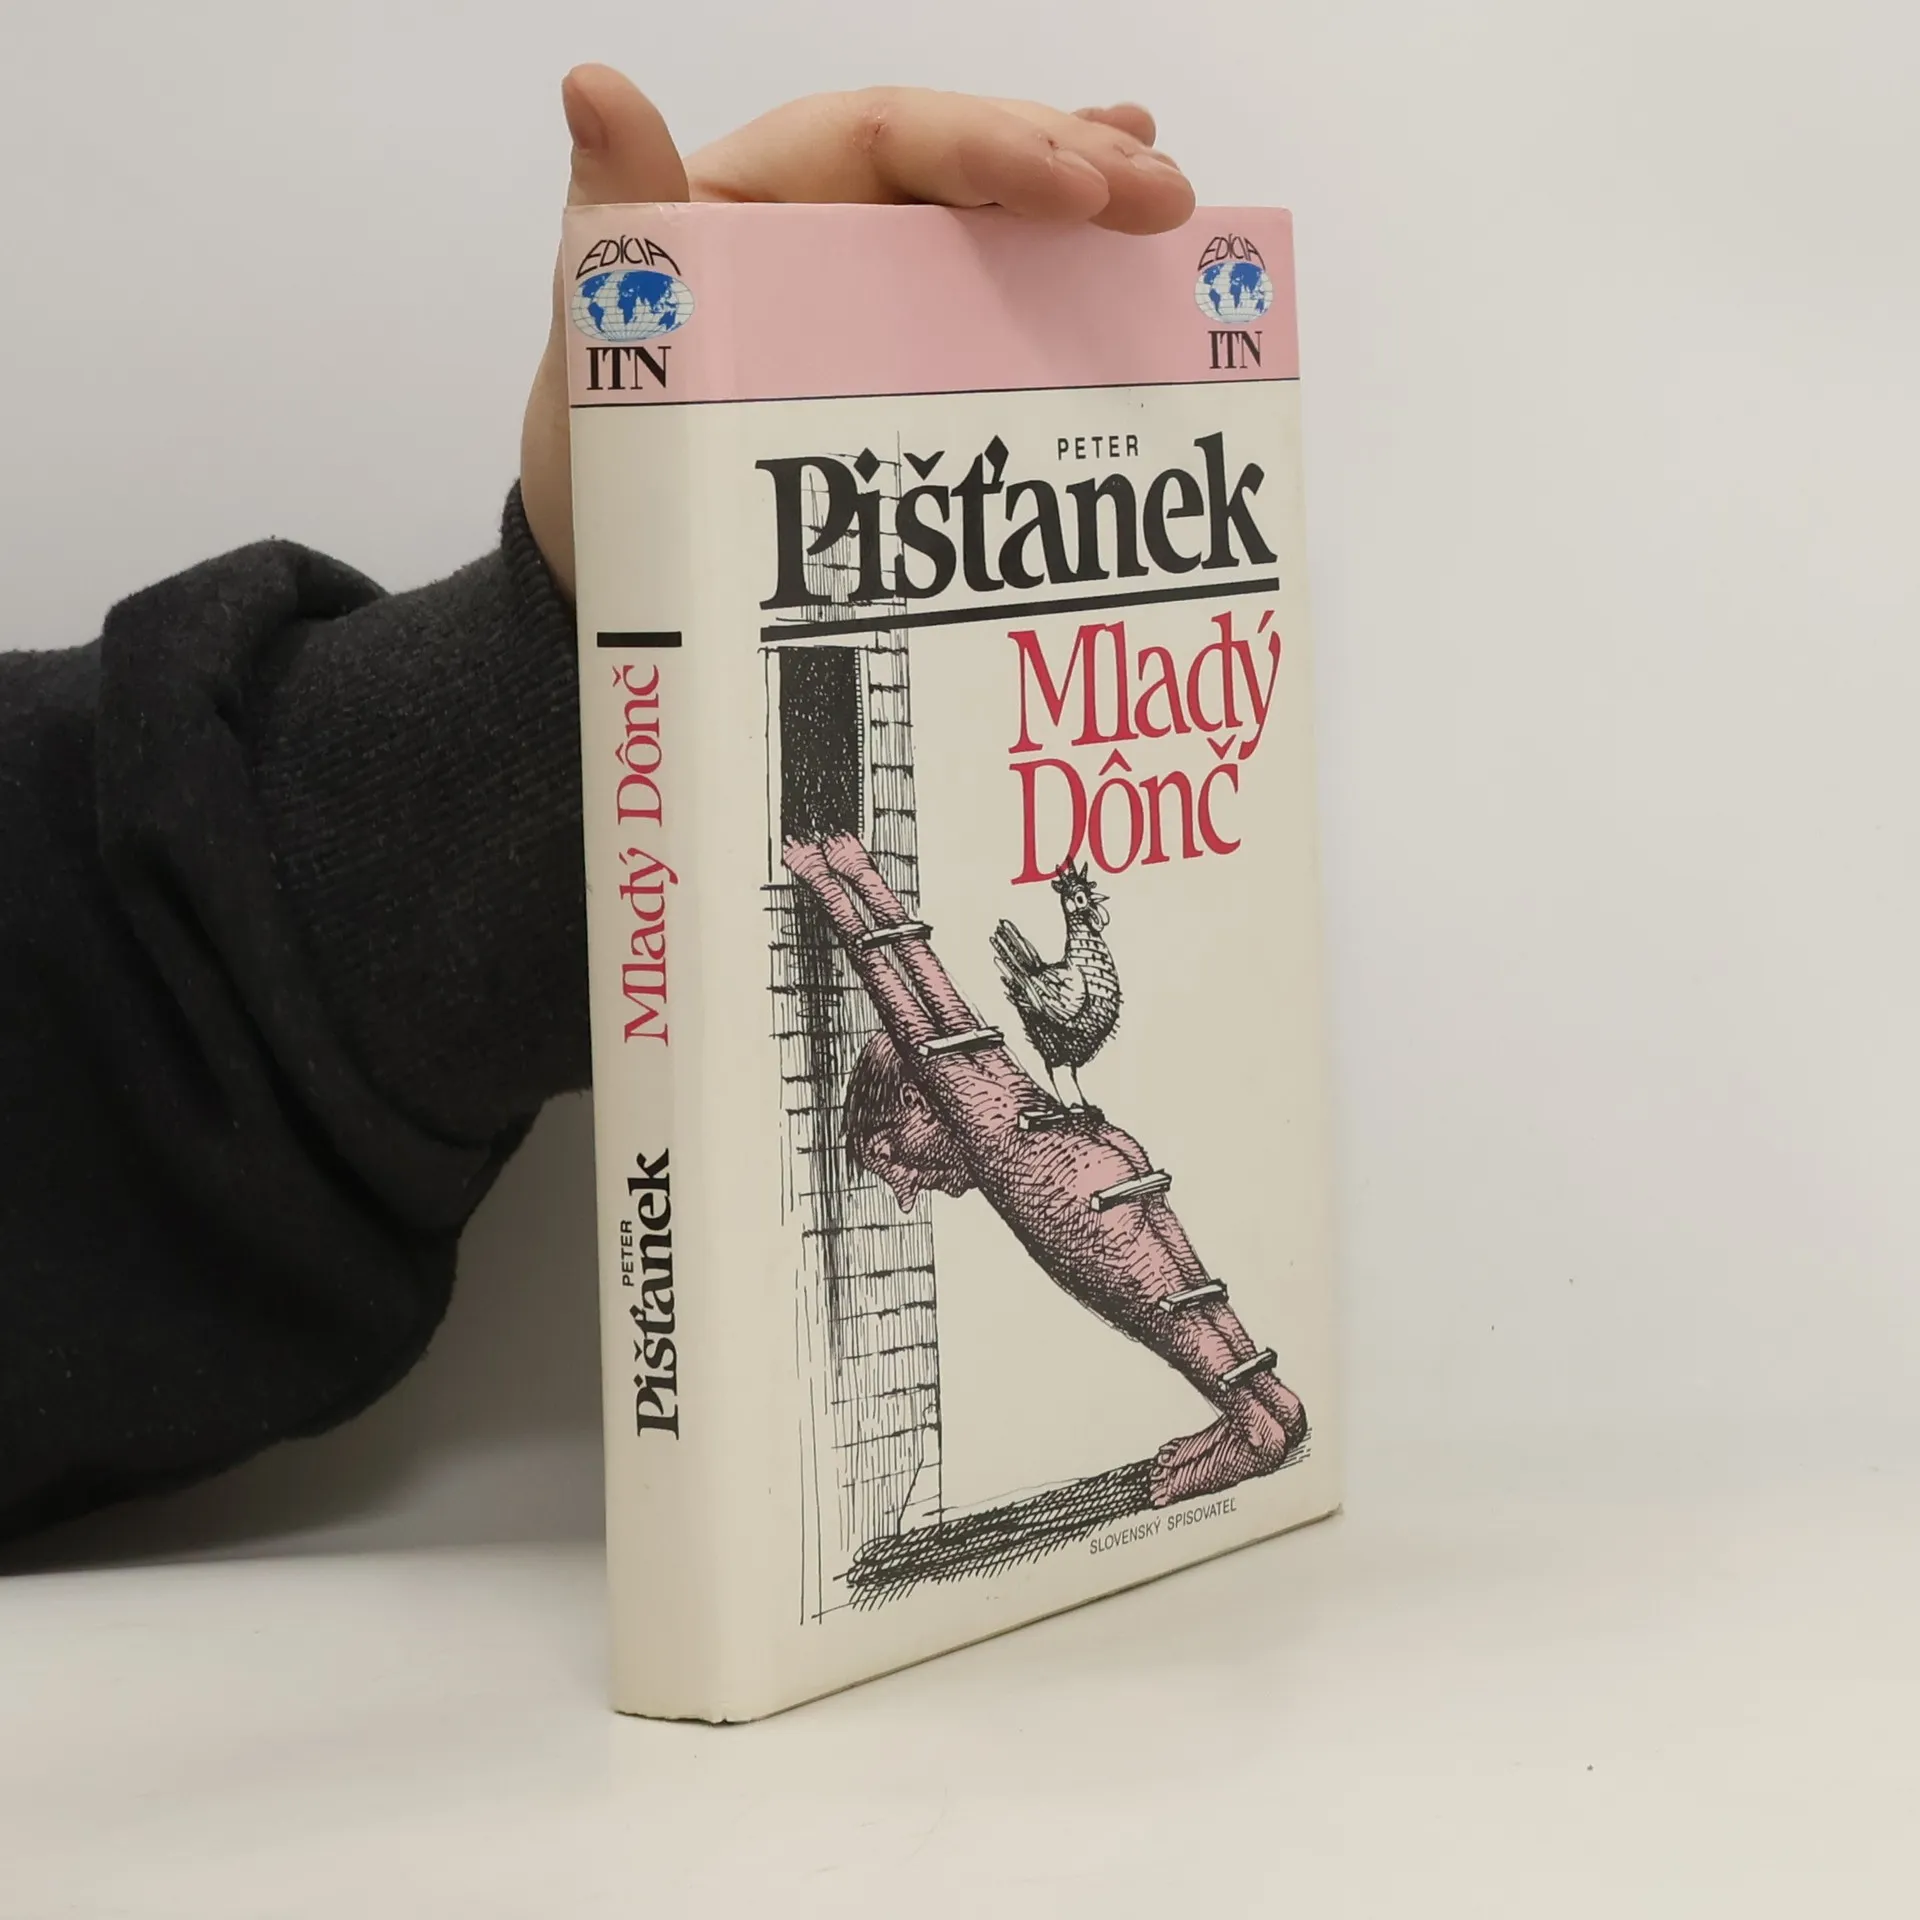 EDÍCIA
ITN
Mladý Dônč
PETER
Pišťanek
EDÍCIA
ITN
PETER
Pišťanek
Mladý
Dônč
SLOVENSKÝ SPISOVATEĽ